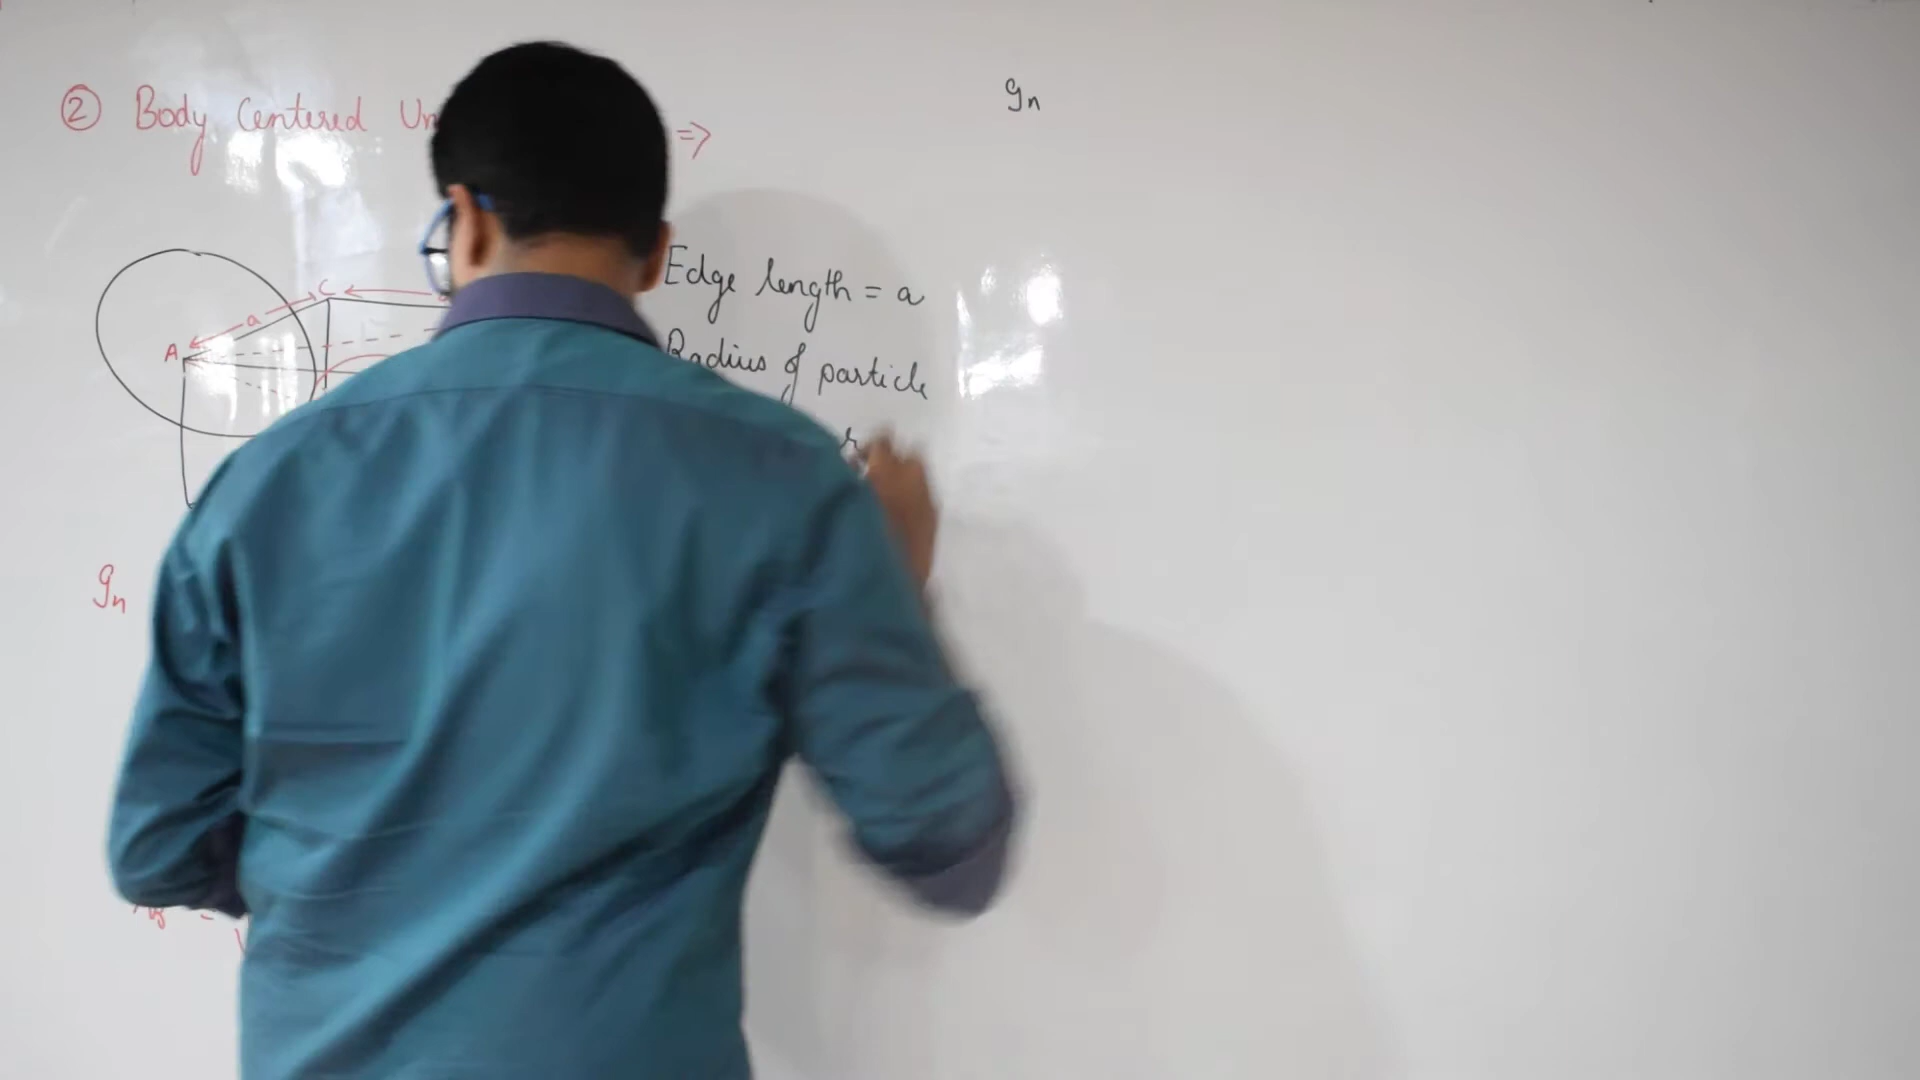 ② Body Centered Un =>
Edge length = a
Radius of particle
r
C
a
A
In
In